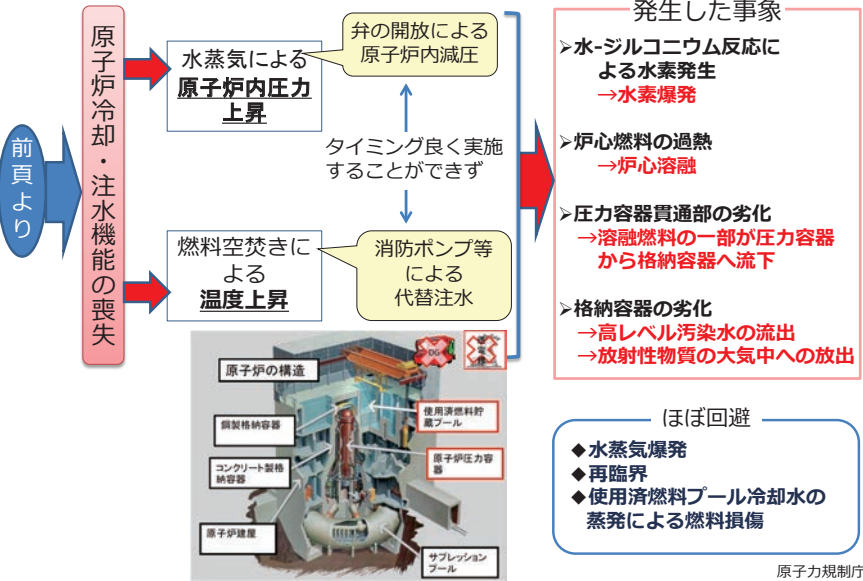 前頁より
原子炉冷却・注水機能の喪失
水蒸気による
原子炉内圧力
上昇
弁の開放による
原子炉内減圧
タイミング良く実施
することができず
燃料空焚きに
よる
温度上昇
消防ポンプ等
による
代替注水
発生した事象
➢水-ジルコニウム反応に
よる水素発生
→水素爆発
➢炉心燃料の過熱
→炉心溶融
➢圧力容器貫通部の劣化
→溶融燃料の一部が圧力容器
から格納容器へ流下
➢格納容器の劣化
→高レベル汚染水の流出
→放射性物質の大気中への放出
DG
原子炉の構造
鋼製格納容器
コンクリート製格
納容器
原子炉建屋
使用済燃料貯
蔵プール
原子炉圧力容
器
サプレッション
プール
ほぼ回避
◆水蒸気爆発
◆再臨界
◆使用済燃料プール冷却水の
蒸発による燃料損傷
原子力規制庁